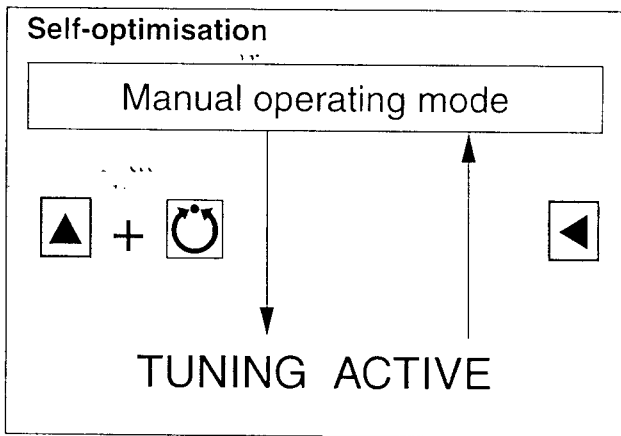 Self-optimisation
Manual operating mode
+
TUNING ACTIVE